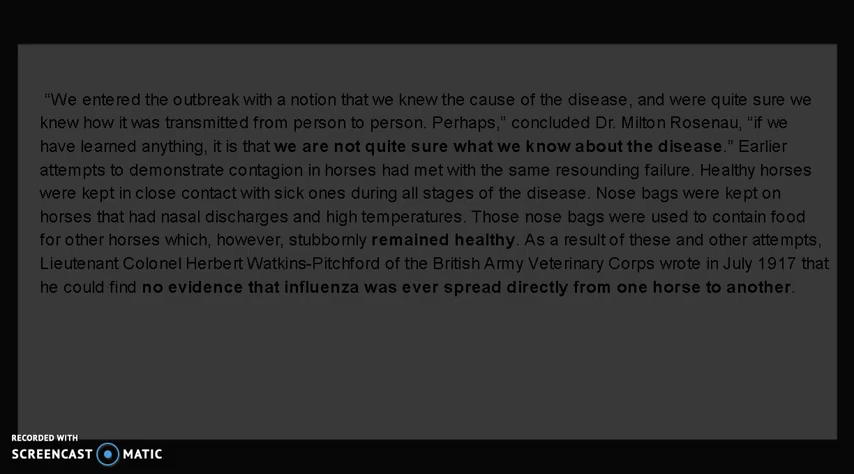 “We entered the outbreak with a notion that we knew the cause of the disease, and were quite sure we
knew how it was transmitted from person to person. Perhaps,” concluded Dr. Milton Rosenau, “if we
have learned anything, it is that we are not quite sure what we know about the disease.” Earlier
attempts to demonstrate contagion in horses had met with the same resounding failure. Healthy horses
were kept in close contact with sick ones during all stages of the disease. Nose bags were kept on
horses that had nasal discharges and high temperatures. Those nose bags were used to contain food
for other horses which, however, stubbornly remained healthy. As a result of these and other attempts,
Lieutenant Colonel Herbert Watkins-Pitchford of the British Army Veterinary Corps wrote in July 1917 that
he could find no evidence that influenza was ever spread directly from one horse to another.
RECORDED WITH
SCREENCAST MATIC